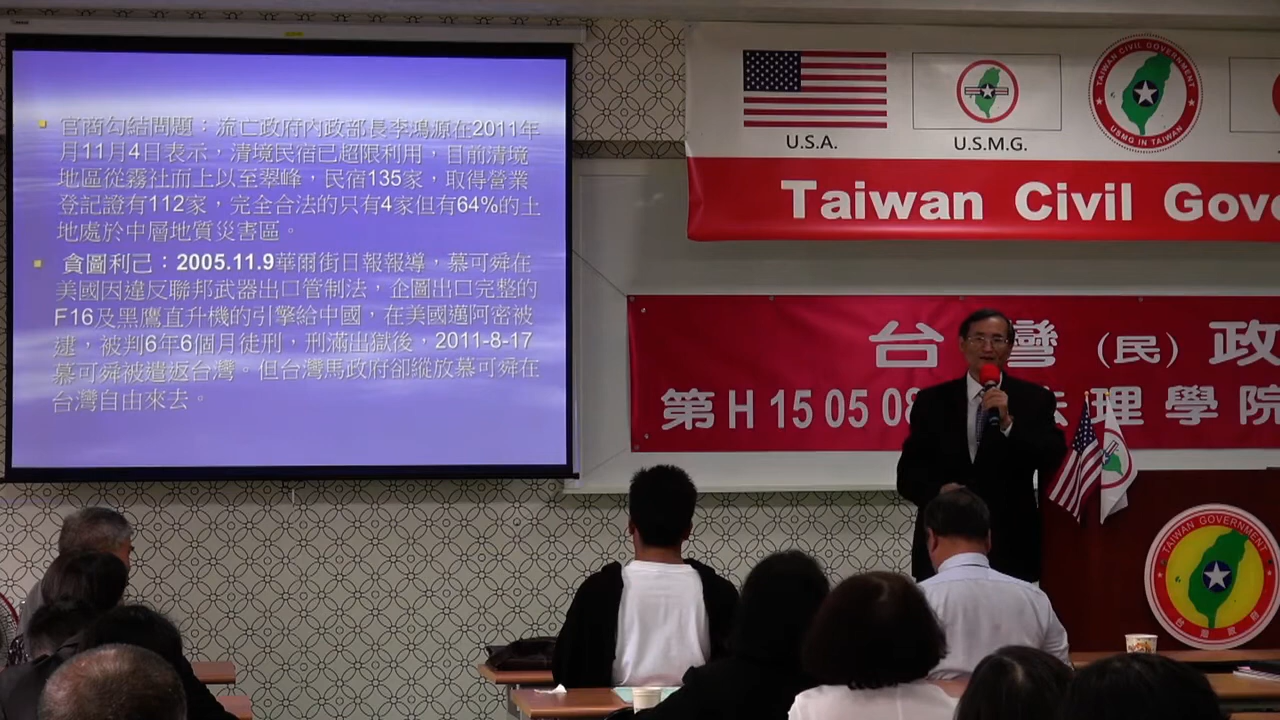 官商勾結問題：流亡政府內政部長李鴻源在2011年
月11月4日表示，清境民宿已超限利用，目前清境
地區從霧社而上以至翠峰，民宿135家，取得營業
登記證有112家，完全合法的只有4家但有64%的土
地處於中層地質災害區。
貪圖利己：2005.11.9華爾街日報報導，慕可舜在
美國因違反聯邦武器出口管制法，企圖出口完整的
F16及黑鷹直升機的引擎給中國，在美國邁阿密被
逮，被判6年6個月徒刑，刑滿出獄後，2011-8-17
慕可舜被遣返台灣。但台灣馬政府卻縱放慕可舜在
台灣自由來去。
U.S.A.
U.S.M.G.
TAIWAN CIVIL GOVERNMENT
USMG IN TAIWAN
Taiwan Civil Gove
台灣（民）政
第H 15 05 08 法理學院
TAIWAN GOVERNMENT
台灣政府